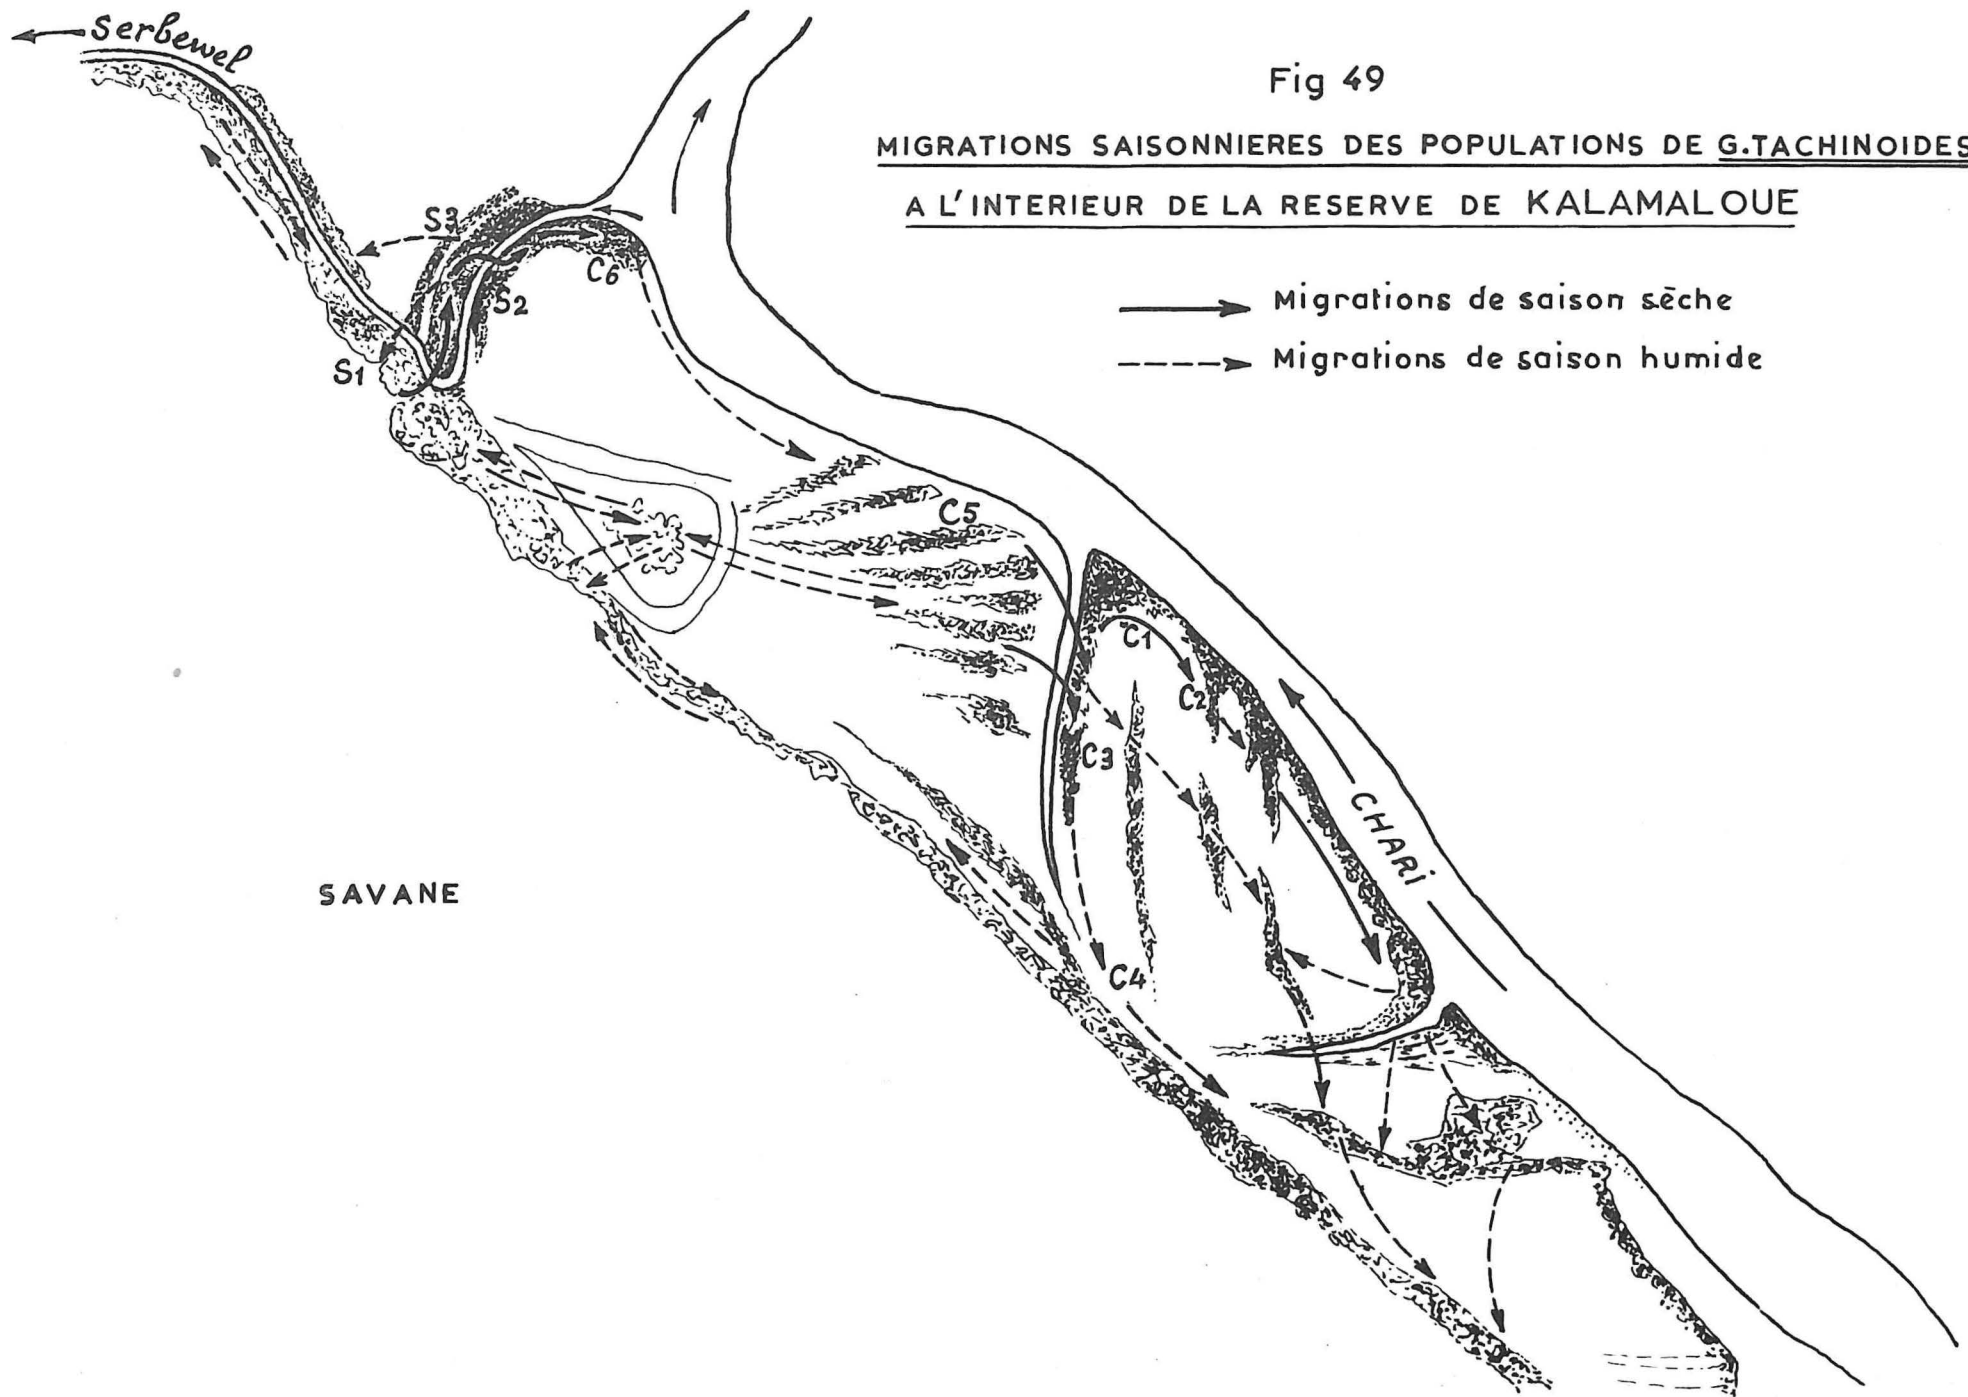 Serbewel
Fig 49
MIGRATIONS SAISONNIERES DES POPULATIONS DE G.TACHINOIDES
A L'INTERIEUR DE LA RESERVE DE KALAMALOUE
Migrations de saison sèche
Migrations de saison humide
S3
C6
S2
S1
C5
C1
C2
C3
CHARI
SAVANE
C4